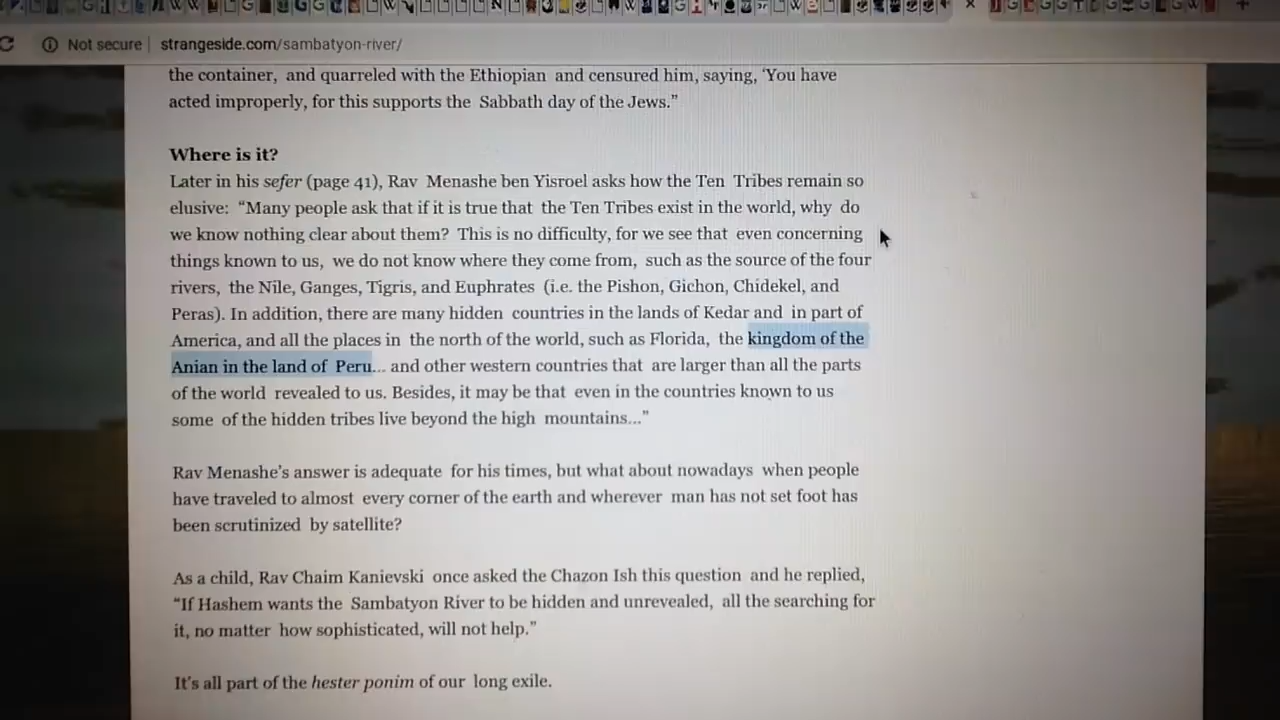 Not secure strangeside.com/sambatyon-river/
the container, and quarreled with the Ethiopian and censured him, saying, 'You have
acted improperly, for this supports the Sabbath day of the Jews."
Where is it?
Later in his sefer (page 41), Rav Menashe ben Yisroel asks how the Ten Tribes remain so
elusive: "Many people ask that if it is true that the Ten Tribes exist in the world, why do
we know nothing clear about them? This is no difficulty, for we see that even concerning
things known to us, we do not know where they come from, such as the source of the four
rivers, the Nile, Ganges, Tigris, and Euphrates (i.e. the Pishon, Gichon, Chidekel, and
Peras). In addition, there are many hidden countries in the lands of Kedar and in part of
America, and all the places in the north of the world, such as Florida, the kingdom of the
Anian in the land of Peru... and other western countries that are larger than all the parts
of the world revealed to us. Besides, it may be that even in the countries known to us
some of the hidden tribes live beyond the high mountains..."
Rav Menashe's answer is adequate for his times, but what about nowadays when people
have traveled to almost every corner of the earth and wherever man has not set foot has
been scrutinized by satellite?
As a child, Rav Chaim Kanievski once asked the Chazon Ish this question and he replied,
"If Hashem wants the Sambatyon River to be hidden and unrevealed, all the searching for
it, no matter how sophisticated, will not help."
It's all part of the hester ponim of our long exile.